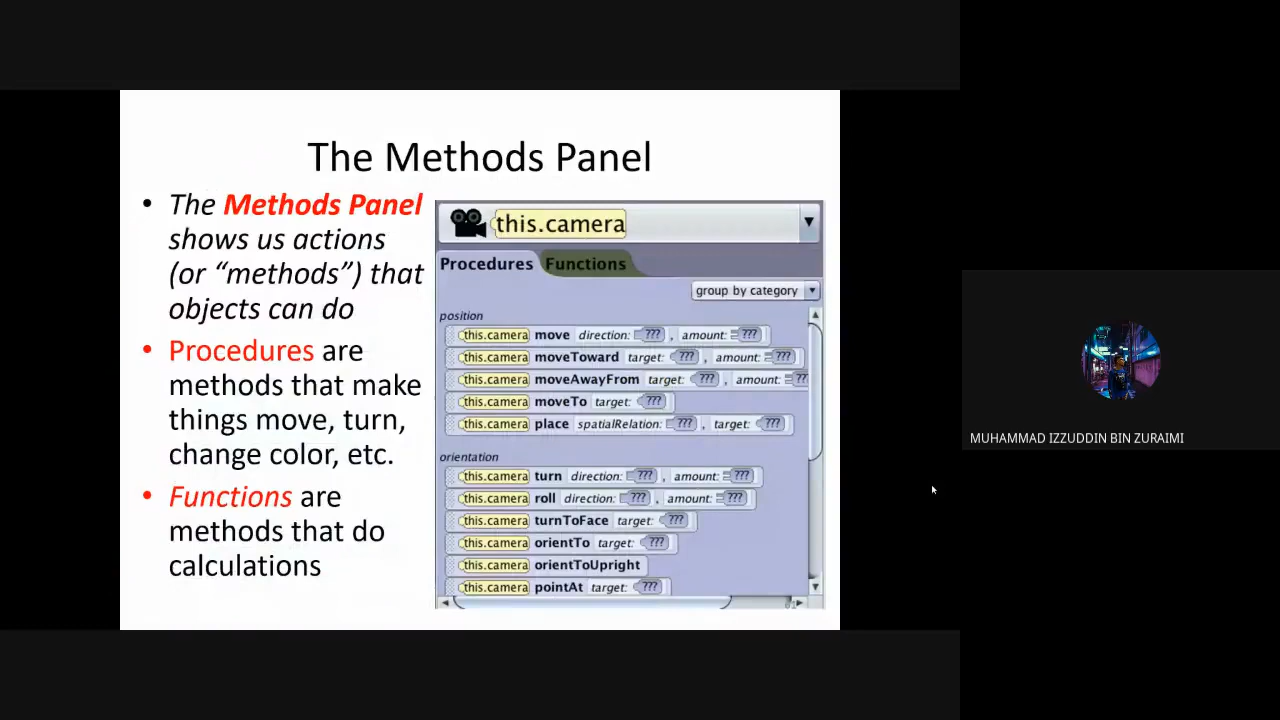 The Methods Panel
• The Methods Panel
shows us actions
(or “methods”) that
objects can do
• Procedures are
methods that make
things move, turn,
change color, etc.
• Functions are
methods that do
calculations
this.camera
Procedures Functions
group by category
position
this.camera move direction: ??? , amount: ???
this.camera moveToward target: ??? , amount: ???
this.camera moveAwayFrom target: ??? , amount: ??
this.camera moveTo target: ???
this.camera place spatialRelation: ??? , target: ???
orientation
this.camera turn direction: ??? , amount: ???
this.camera roll direction: ??? , amount: ???
this.camera turnToFace target: ???
this.camera orientTo target: ???
this.camera orientToUpright
this.camera pointAt target: ???
MUHAMMAD IZZUDDIN BIN ZURAIMI